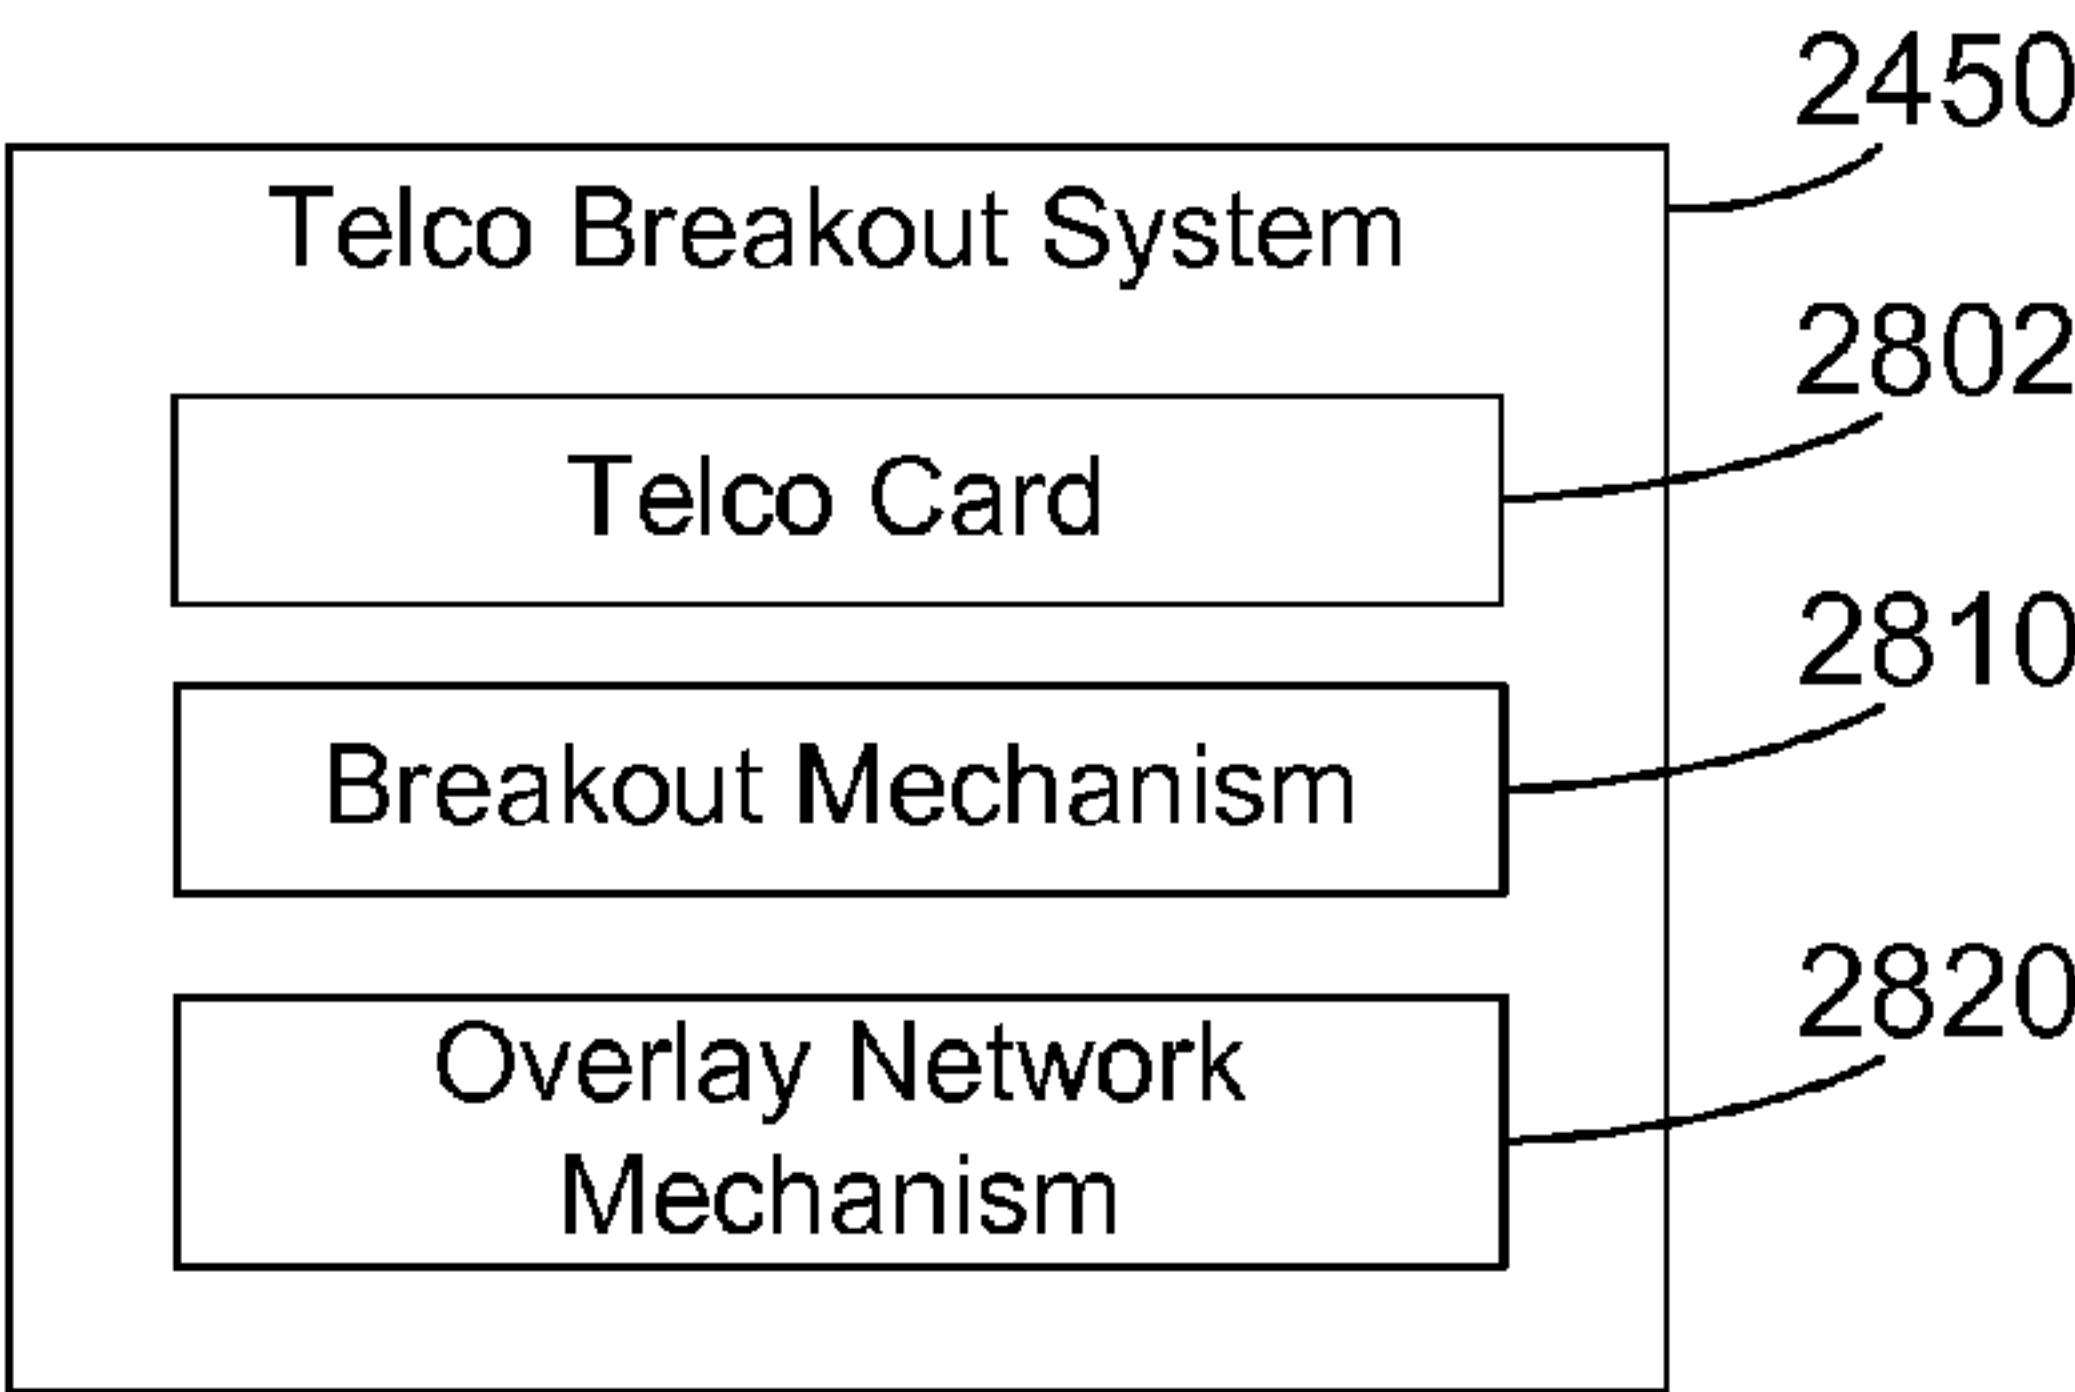 2450
Telco Breakout System
2802
Telco Card
2810
Breakout Mechanism
2820
Overlay Network
Mechanism